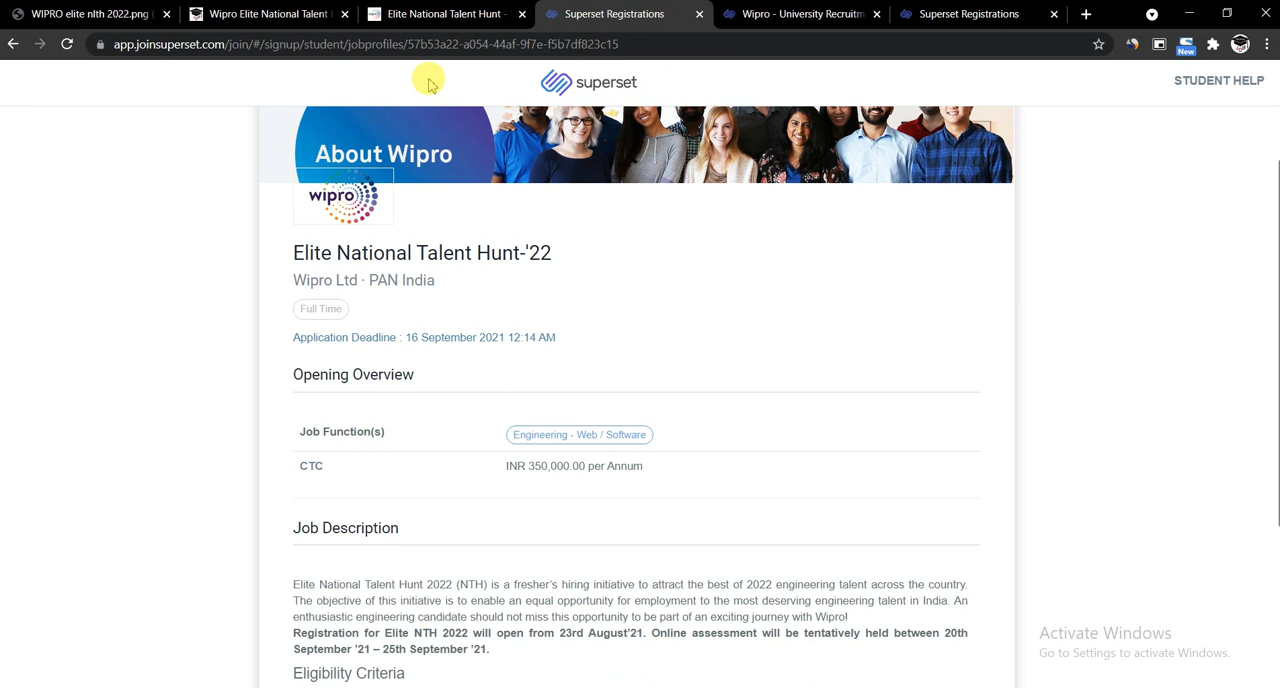 WIPRO elite nlth 2022.png (
Wipro Elite National Talent
Elite National Talent Hunt -
Superset Registrations
Wipro - University Recruitm
Superset Registrations
app.joinsuperset.com/join/#/signup/student/jobprofiles/57b53a22-a054-44af-9f7e-f5b7df823c15
New
superset
STUDENT HELP
About Wipro
wipro
Elite National Talent Hunt-'22
Wipro Ltd · PAN India
Full Time
Application Deadline : 16 September 2021 12:14 AM
Opening Overview
Job Function(s)
Engineering - Web / Software
CTC
INR 350,000.00 per Annum
Job Description
Elite National Talent Hunt 2022 (NTH) is a fresher's hiring initiative to attract the best of 2022 engineering talent across the country.
The objective of this initiative is to enable an equal opportunity for employment to the most deserving engineering talent in India. An
enthusiastic engineering candidate should not miss this opportunity to be part of an exciting journey with Wipro!
Registration for Elite NTH 2022 will open from 23rd August'21. Online assessment will be tentatively held between 20th
September '21 – 25th September '21.
Eligibility Criteria
Activate Windows
Go to Settings to activate Windows.